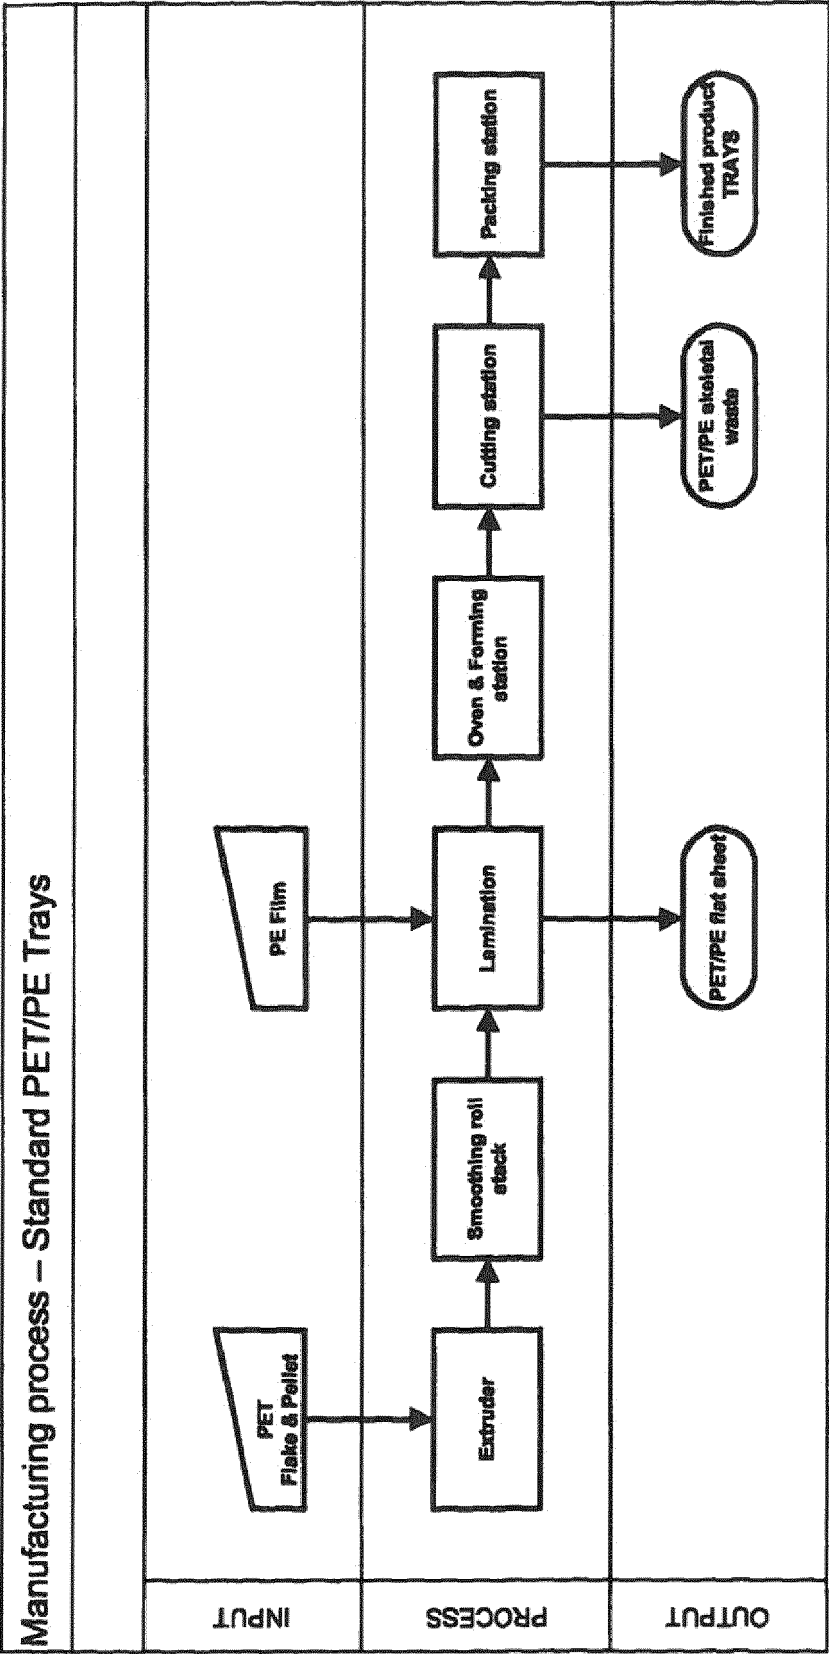 Manufacturing process – Standard PET/PE Trays
INPUT
PET
Flake & Pellet
PE Film
PROCESS
Extruder
Smoothing roll
stack
Lamination
Oven & Forming
station
Cutting station
Packing station
OUTPUT
PET/PE flat sheet
PET/PE skeletal
waste
Finished product
TRAYS